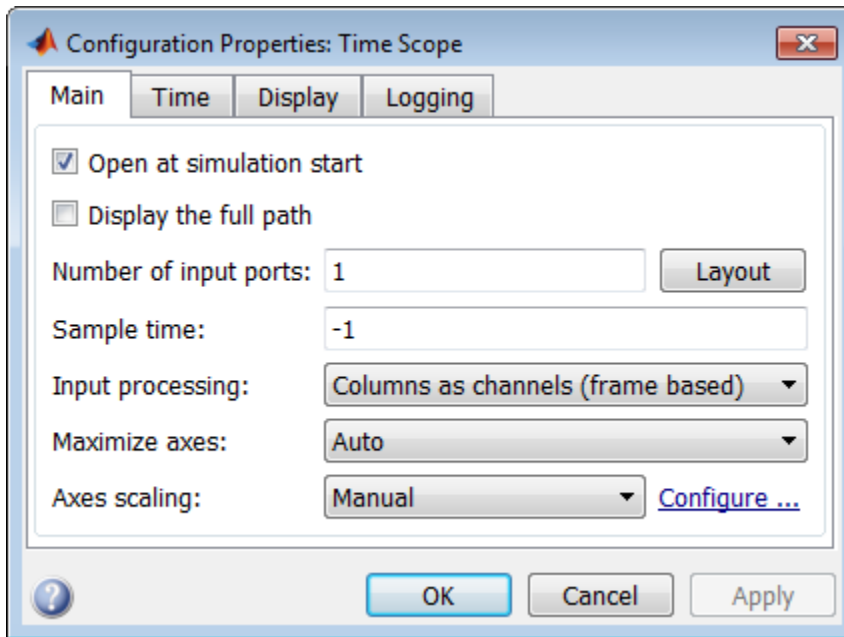 Configuration Properties: Time Scope
Main Time Display Logging
Open at simulation start
Display the full path
Number of input ports: 1 Layout
Sample time: -1
Input processing: Columns as channels (frame based)
Maximize axes: Auto
Axes scaling: Manual Configure ...
? OK Cancel Apply